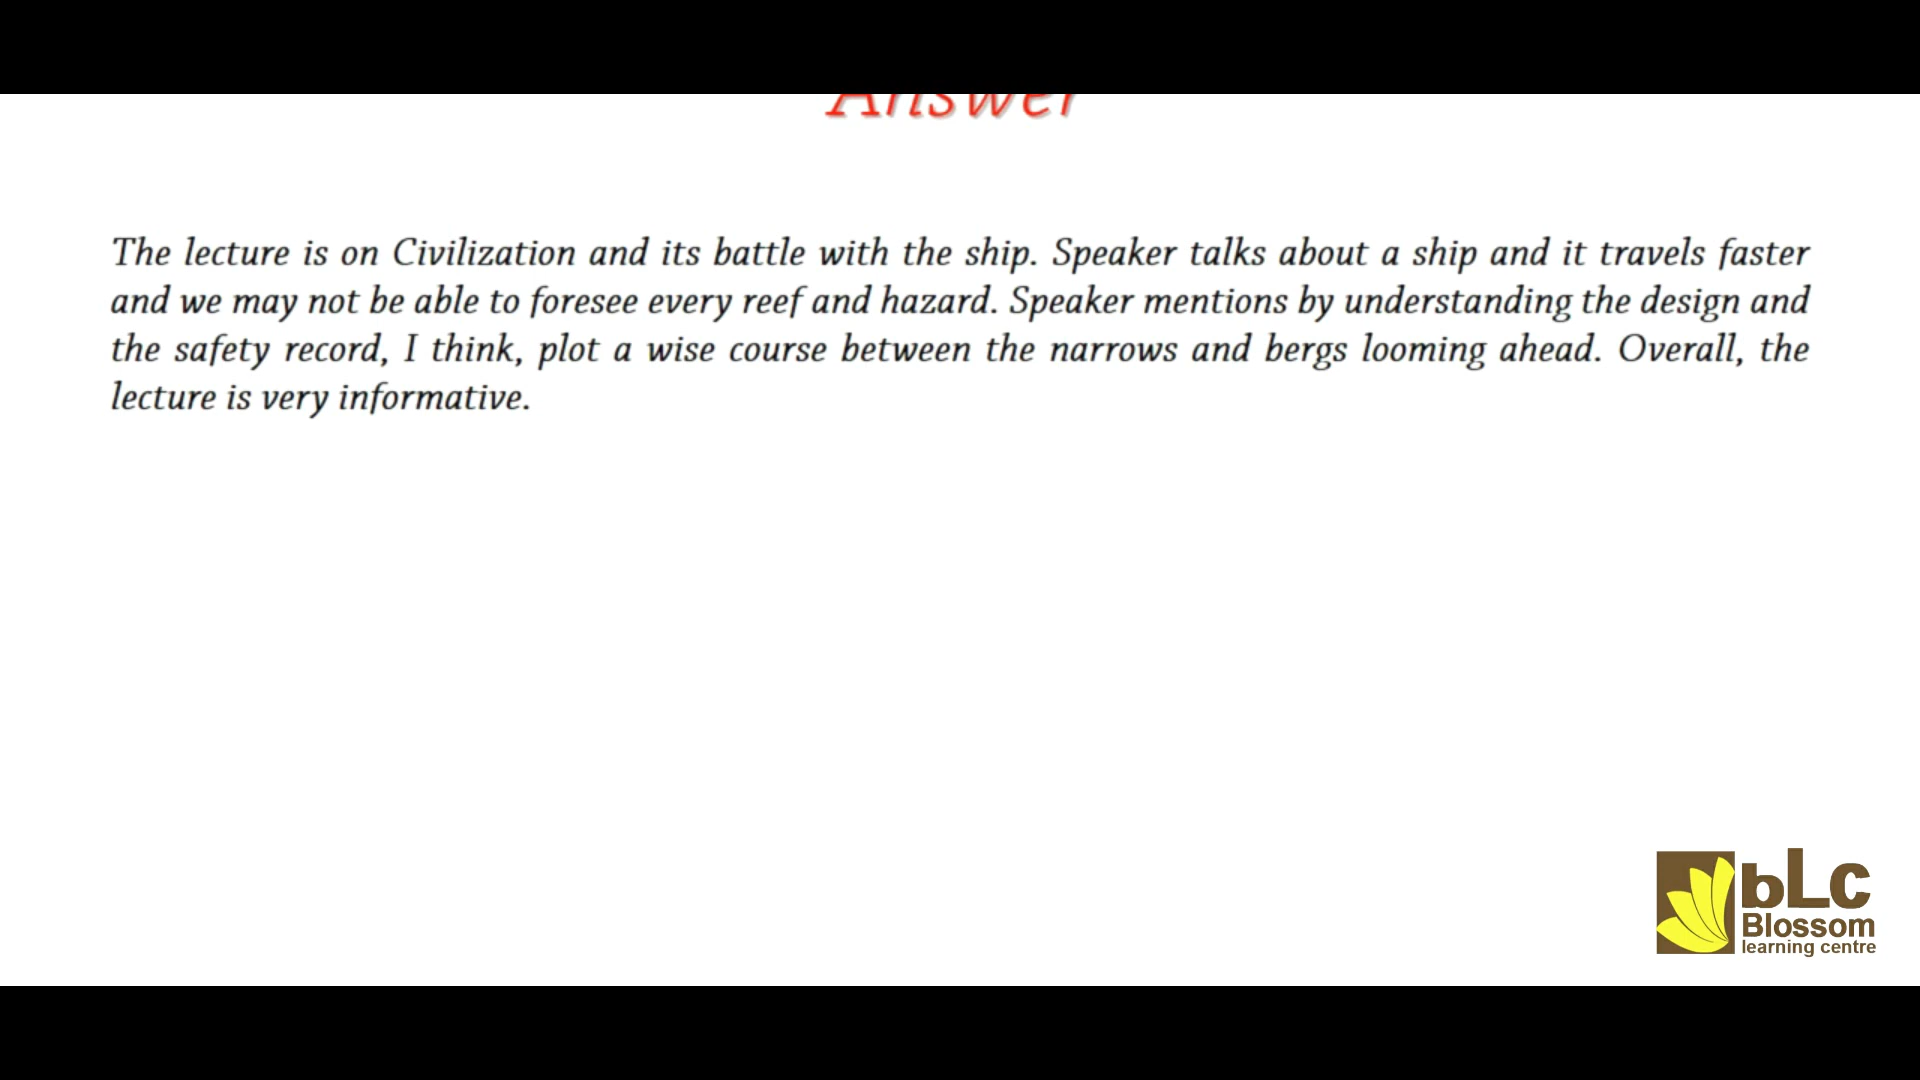 Answer
The lecture is on Civilization and its battle with the ship. Speaker talks about a ship and it travels faster
and we may not be able to foresee every reef and hazard. Speaker mentions by understanding the design and
the safety record, I think, plot a wise course between the narrows and bergs looming ahead. Overall, the
lecture is very informative.
bLc
Blossom
learning centre